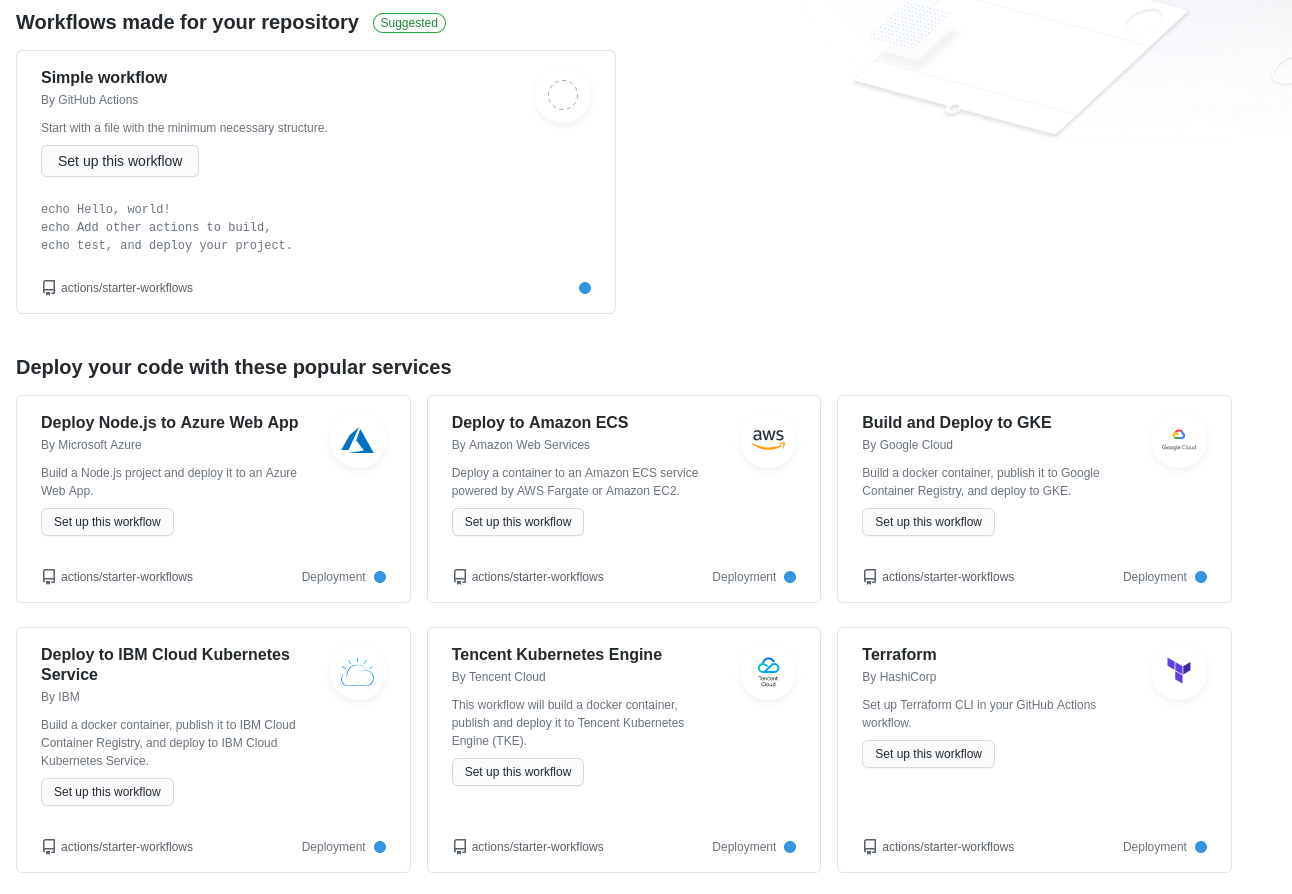 Workflows made for your repository Suggested
Simple workflow
By GitHub Actions
Start with a file with the minimum necessary structure.
Set up this workflow
echo Hello, world!
echo Add other actions to build,
echo test, and deploy your project.
actions/starter-workflows
Deploy your code with these popular services
Deploy Node.js to Azure Web App
By Microsoft Azure
Build a Node.js project and deploy it to an Azure
Web App.
Set up this workflow
actions/starter-workflows Deployment
Deploy to Amazon ECS
By Amazon Web Services
aws
Deploy a container to an Amazon ECS service
powered by AWS Fargate or Amazon EC2.
Set up this workflow
actions/starter-workflows Deployment
Build and Deploy to GKE
By Google Cloud
Google Cloud
Build a docker container, publish it to Google
Container Registry, and deploy to GKE.
Set up this workflow
actions/starter-workflows Deployment
Deploy to IBM Cloud Kubernetes
Service
By IBM
Build a docker container, publish it to IBM Cloud
Container Registry, and deploy to IBM Cloud
Kubernetes Service.
Set up this workflow
actions/starter-workflows Deployment
Tencent Kubernetes Engine
By Tencent Cloud
Tencent
Cloud
This workflow will build a docker container,
publish and deploy it to Tencent Kubernetes
Engine (TKE).
Set up this workflow
actions/starter-workflows Deployment
Terraform
By HashiCorp
Set up Terraform CLI in your GitHub Actions
workflow.
Set up this workflow
actions/starter-workflows Deployment